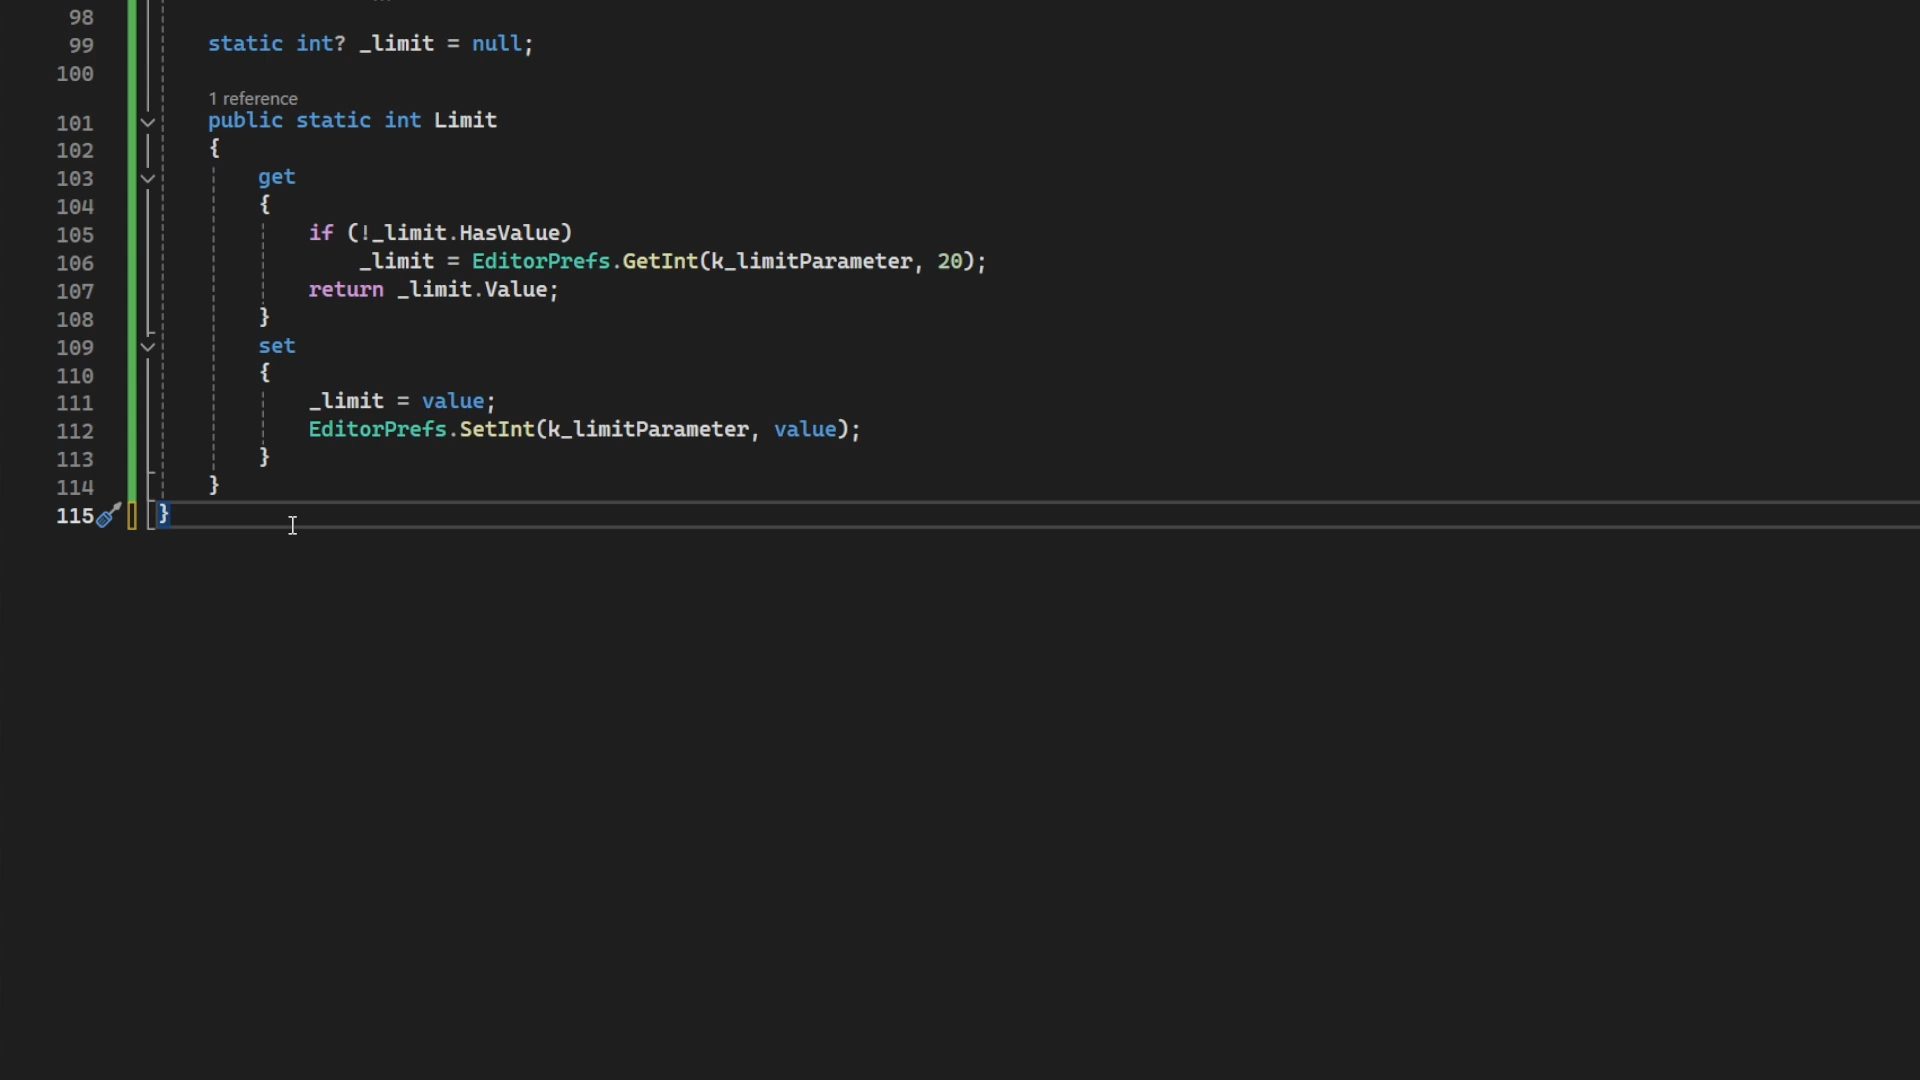 98
99 static int? _limit = null;
100
1 reference
101 public static int Limit
102 {
103 get
104 {
105 if (!_limit.HasValue)
106 _limit = EditorPrefs.GetInt(k_limitParameter, 20);
107 return _limit.Value;
108 }
109 set
110 {
111 _limit = value;
112 EditorPrefs.SetInt(k_limitParameter, value);
113 }
114 }
115 }